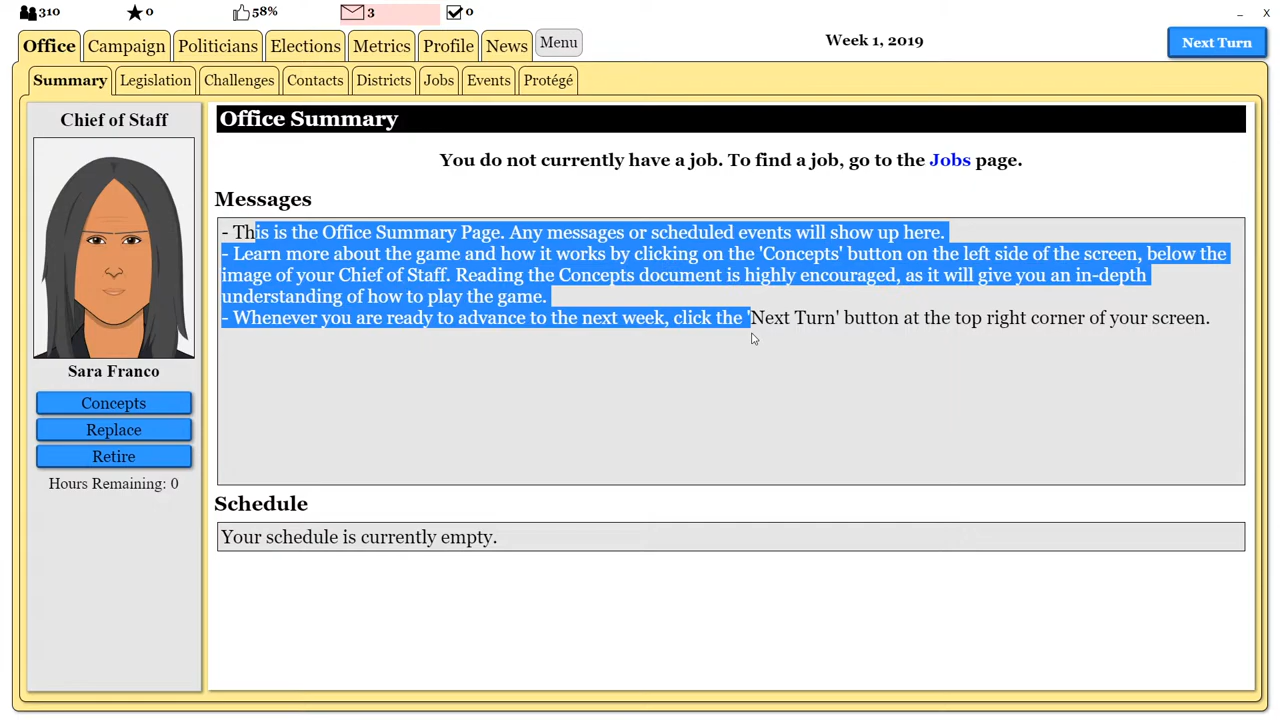 310 0 58% 3 0 _ X
Office Campaign Politicians Elections Metrics Profile News Menu Week 1, 2019 Next Turn
Summary Legislation Challenges Contacts Districts Jobs Events Protégé
Chief of Staff
Sara Franco
Concepts
Replace
Retire
Hours Remaining: 0
Office Summary
You do not currently have a job. To find a job, go to the Jobs page.
Messages
- This is the Office Summary Page. Any messages or scheduled events will show up here.
- Learn more about the game and how it works by clicking on the 'Concepts' button on the left side of the screen, below the
image of your Chief of Staff. Reading the Concepts document is highly encouraged, as it will give you an in-depth
understanding of how to play the game.
- Whenever you are ready to advance to the next week, click the 'Next Turn' button at the top right corner of your screen.
Schedule
Your schedule is currently empty.